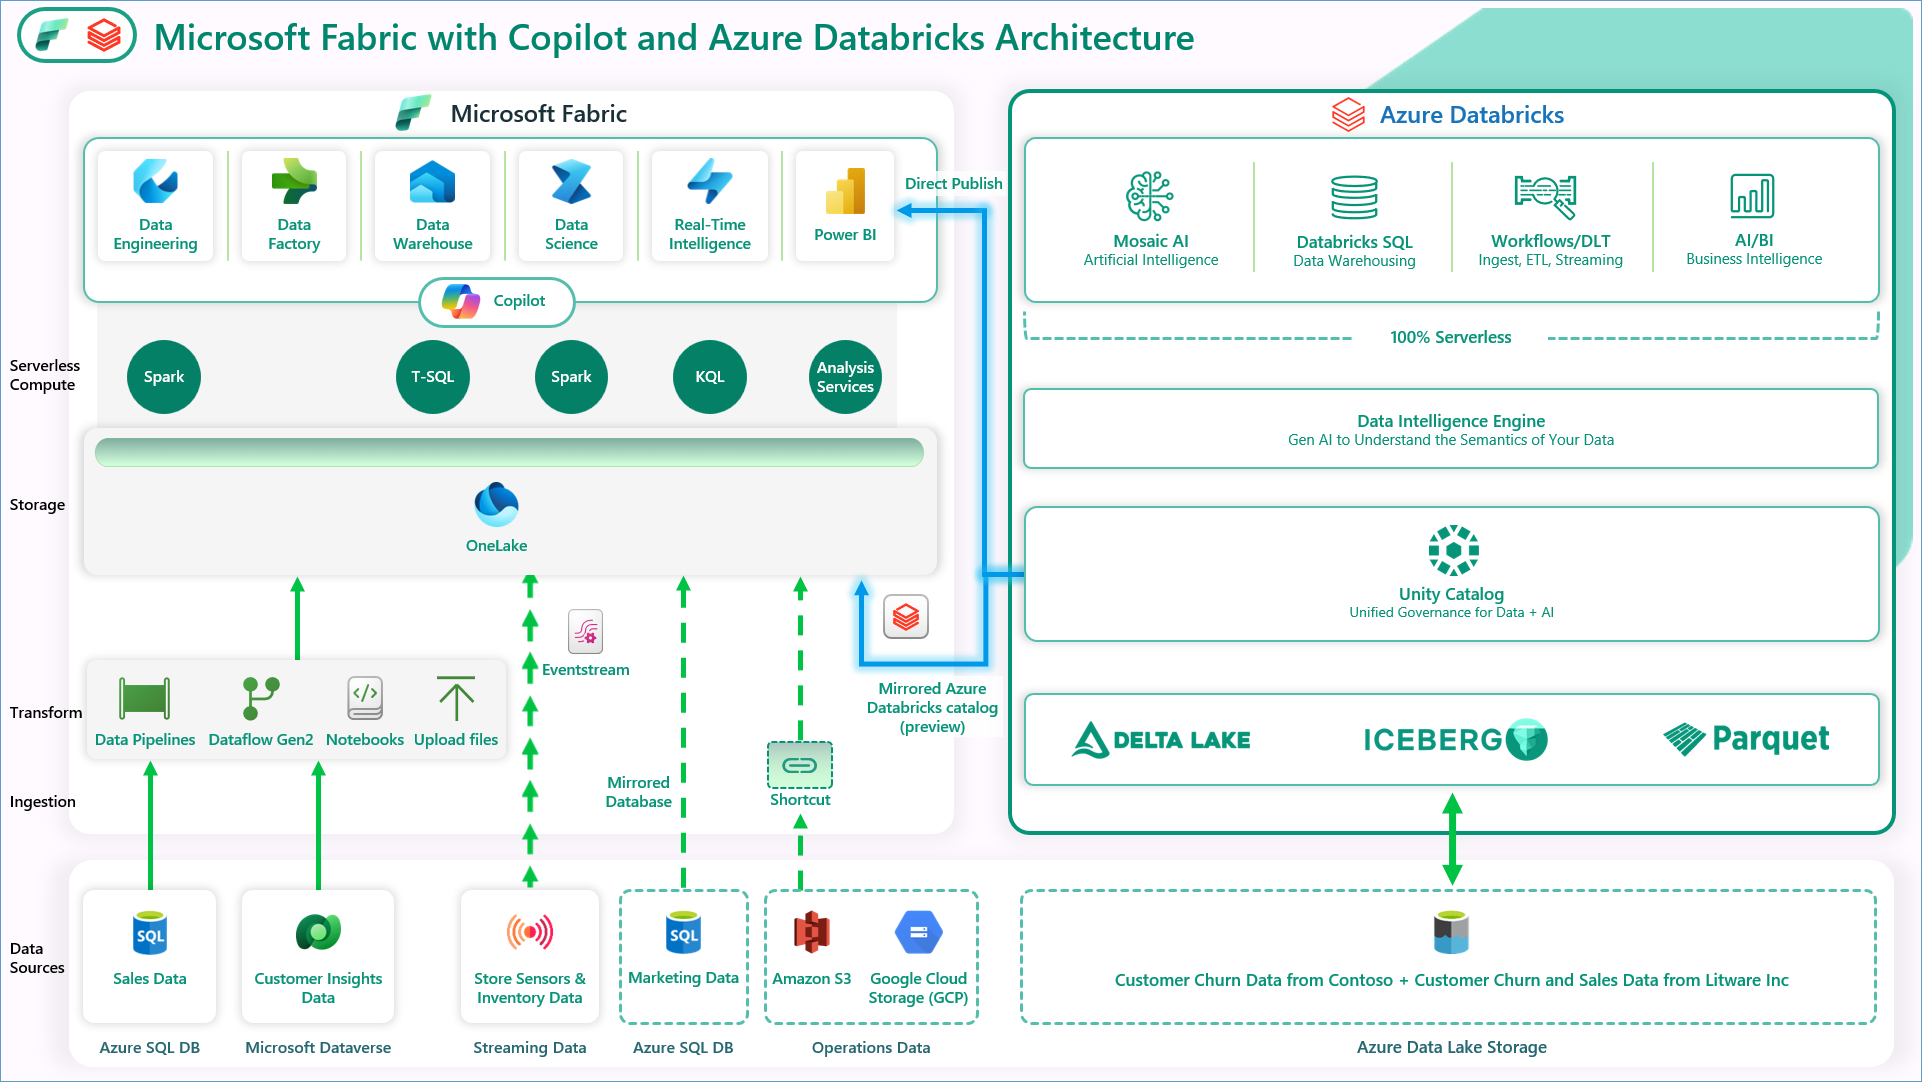 Microsoft Fabric with Copilot and Azure Databricks Architecture
Microsoft Fabric
Data
Engineering
Data
Factory
Data
Warehouse
Data
Science
Real-Time
Intelligence
Power BI
Copilot
Direct Publish
Serverless
Compute
Spark
T-SQL
Spark
KQL
Analysis
Services
Storage
OneLake
Eventstream
Transform
Data Pipelines
Dataflow Gen2
Notebooks
Upload files
Mirrored Azure
Databricks catalog
(preview)
Ingestion
Mirrored
Database
Shortcut
Azure Databricks
Mosaic AI
Artificial Intelligence
Databricks SQL
Data Warehousing
Workflows/DLT
Ingest, ETL, Streaming
AI/BI
Business Intelligence
100% Serverless
Data Intelligence Engine
Gen AI to Understand the Semantics of Your Data
Unity Catalog
Unified Governance for Data + AI
DELTA LAKE
ICEBERG
Parquet
Data
Sources
SQL
Sales Data
Azure SQL DB
Customer Insights
Data
Microsoft Dataverse
Store Sensors &
Inventory Data
Streaming Data
SQL
Marketing Data
Azure SQL DB
Amazon S3
Google Cloud
Storage (GCP)
Operations Data
Customer Churn Data from Contoso + Customer Churn and Sales Data from Litware Inc
Azure Data Lake Storage